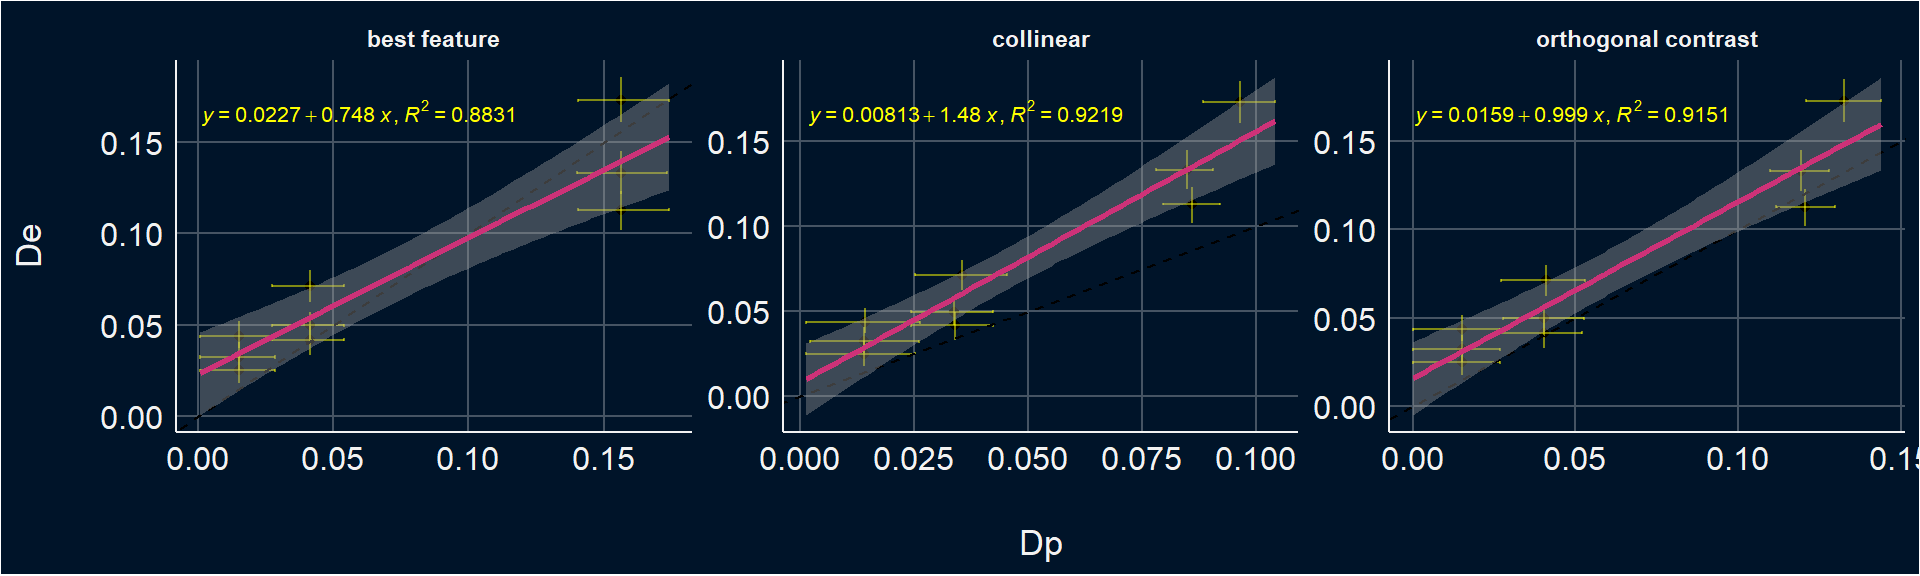 best feature
collinear
orthogonal contrast
y = 0.0227 + 0.748 x, R² = 0.8831
y = 0.00813 + 1.48 x, R² = 0.9219
y = 0.0159 + 0.999 x, R² = 0.9151
De
0.15
0.10
0.05
0.00
0.00 0.05 0.10 0.15
0.15
0.10
0.05
0.00
0.000 0.025 0.050 0.075 0.100
0.15
0.10
0.05
0.00
0.00 0.05 0.10 0.15
Dp